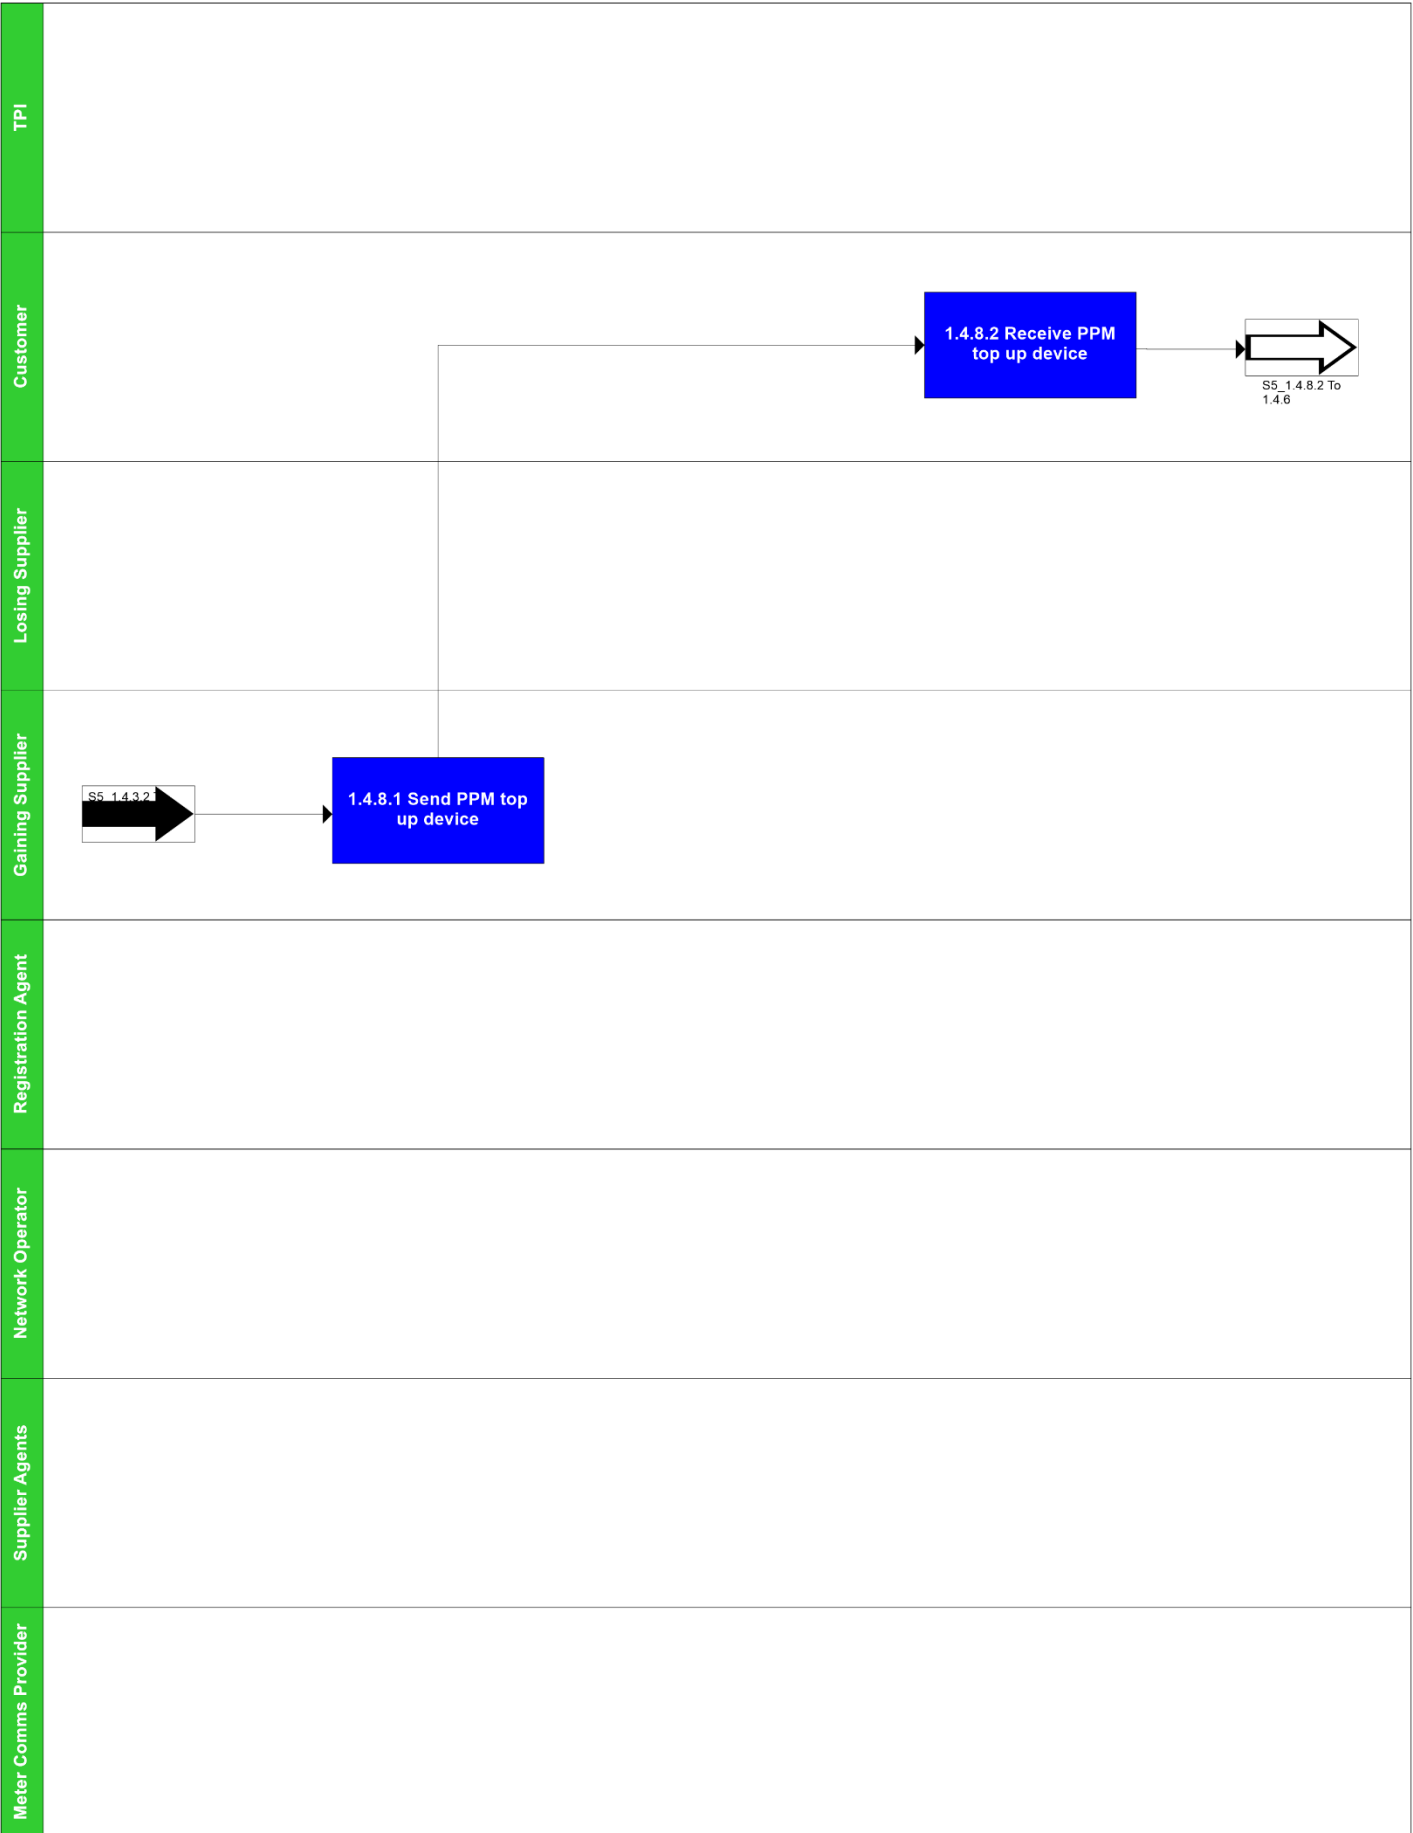 TPI
Customer
1.4.8.2 Receive PPM
top up device
S5_1.4.8.2 To
1.4.6
Losing Supplier
Gaining Supplier
S5_1.4.3.2
1.4.8.1 Send PPM top
up device
Registration Agent
Network Operator
Supplier Agents
Meter Comms Provider